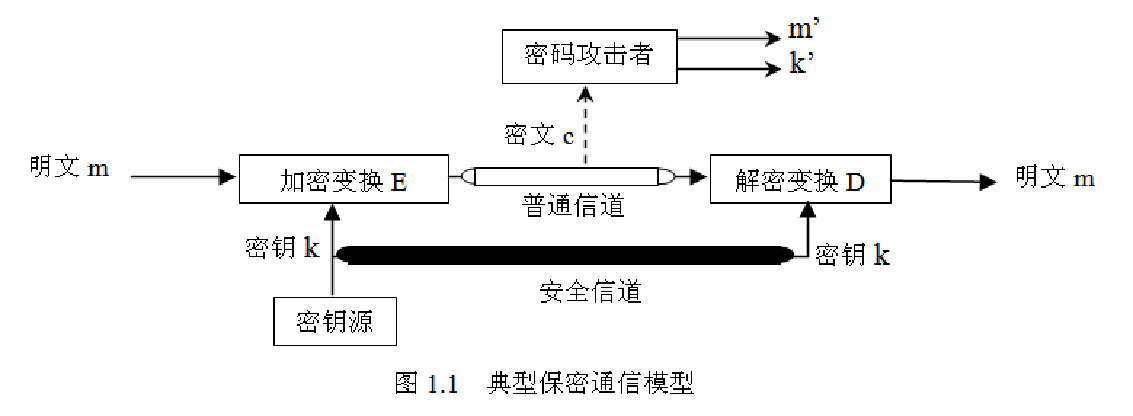 m’
密码攻击者
k’
密文 c
明文 m
加密变换 E
解密变换 D
明文 m
普通信道
密钥 k
密钥 k
安全信道
密钥源
图 1.1 典型保密通信模型